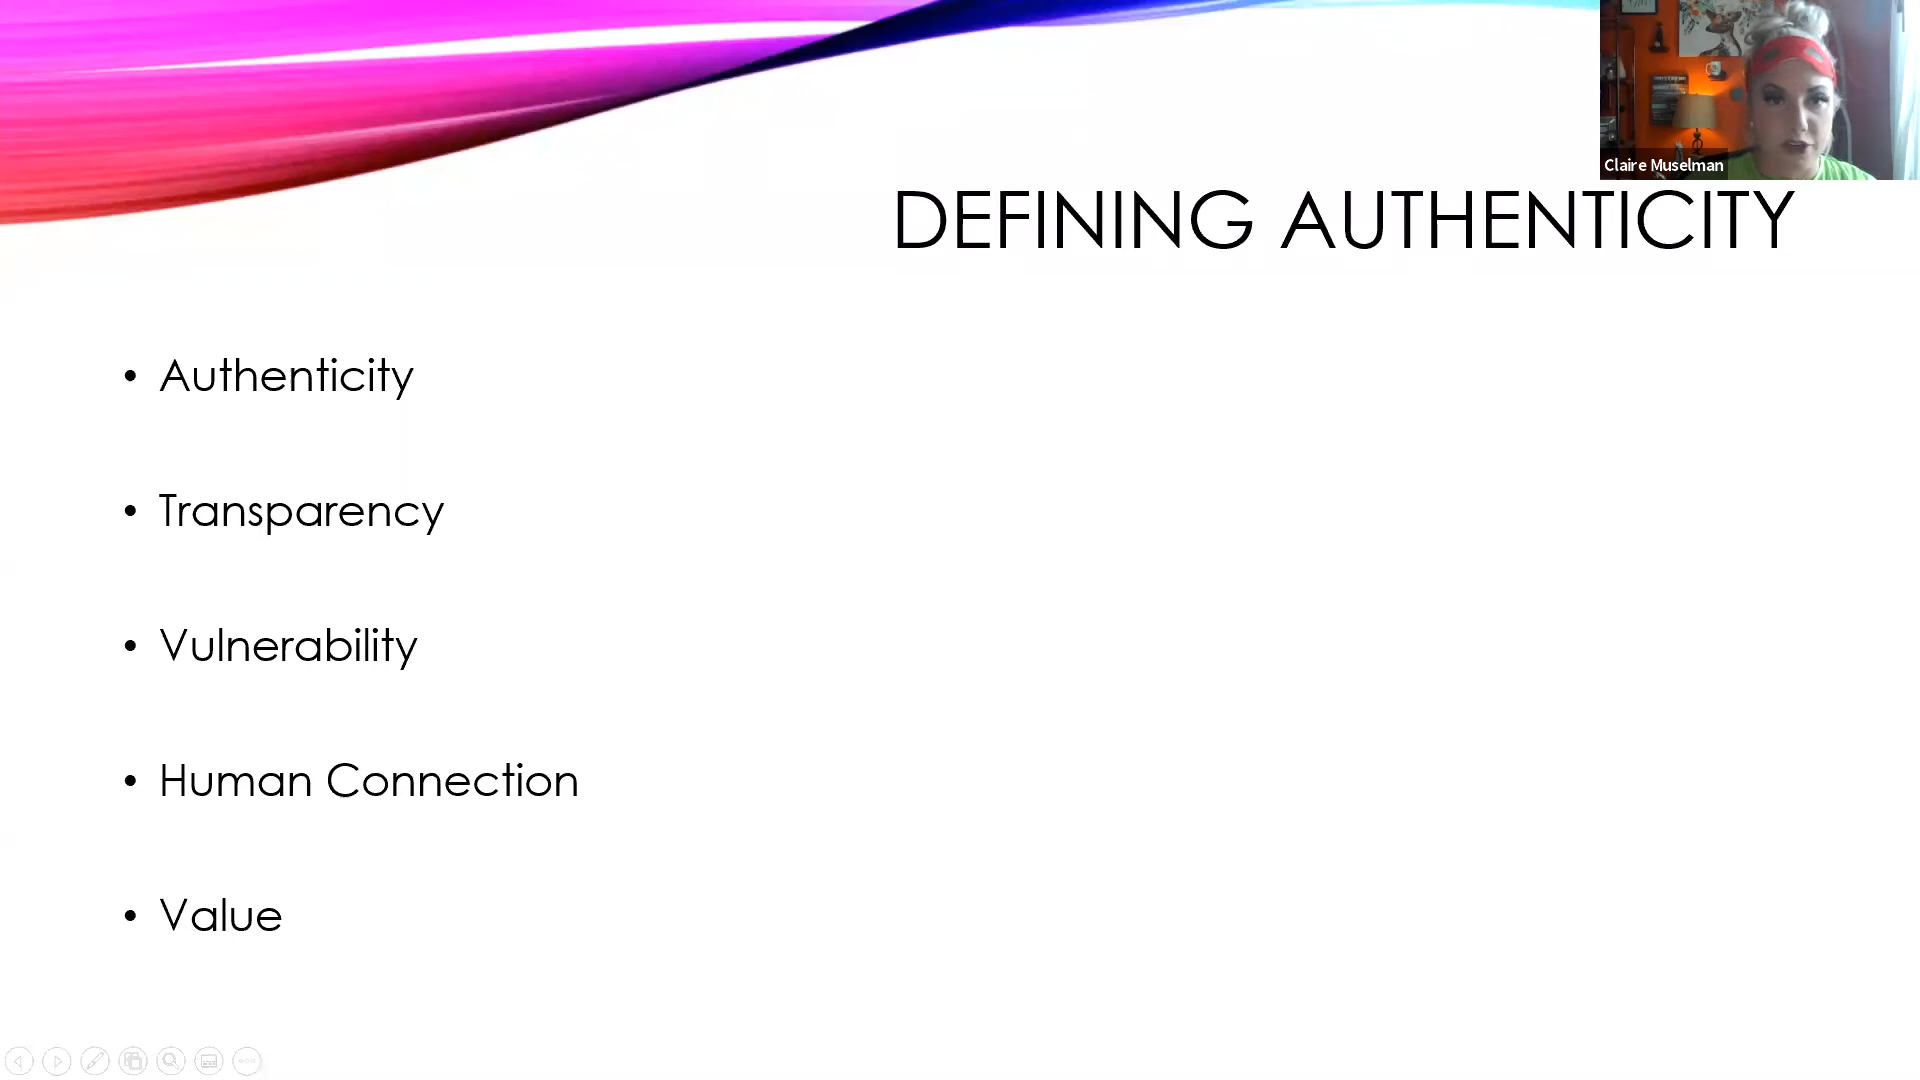 Claire Muselman
DEFINING AUTHENTICITY
• Authenticity
• Transparency
• Vulnerability
• Human Connection
• Value